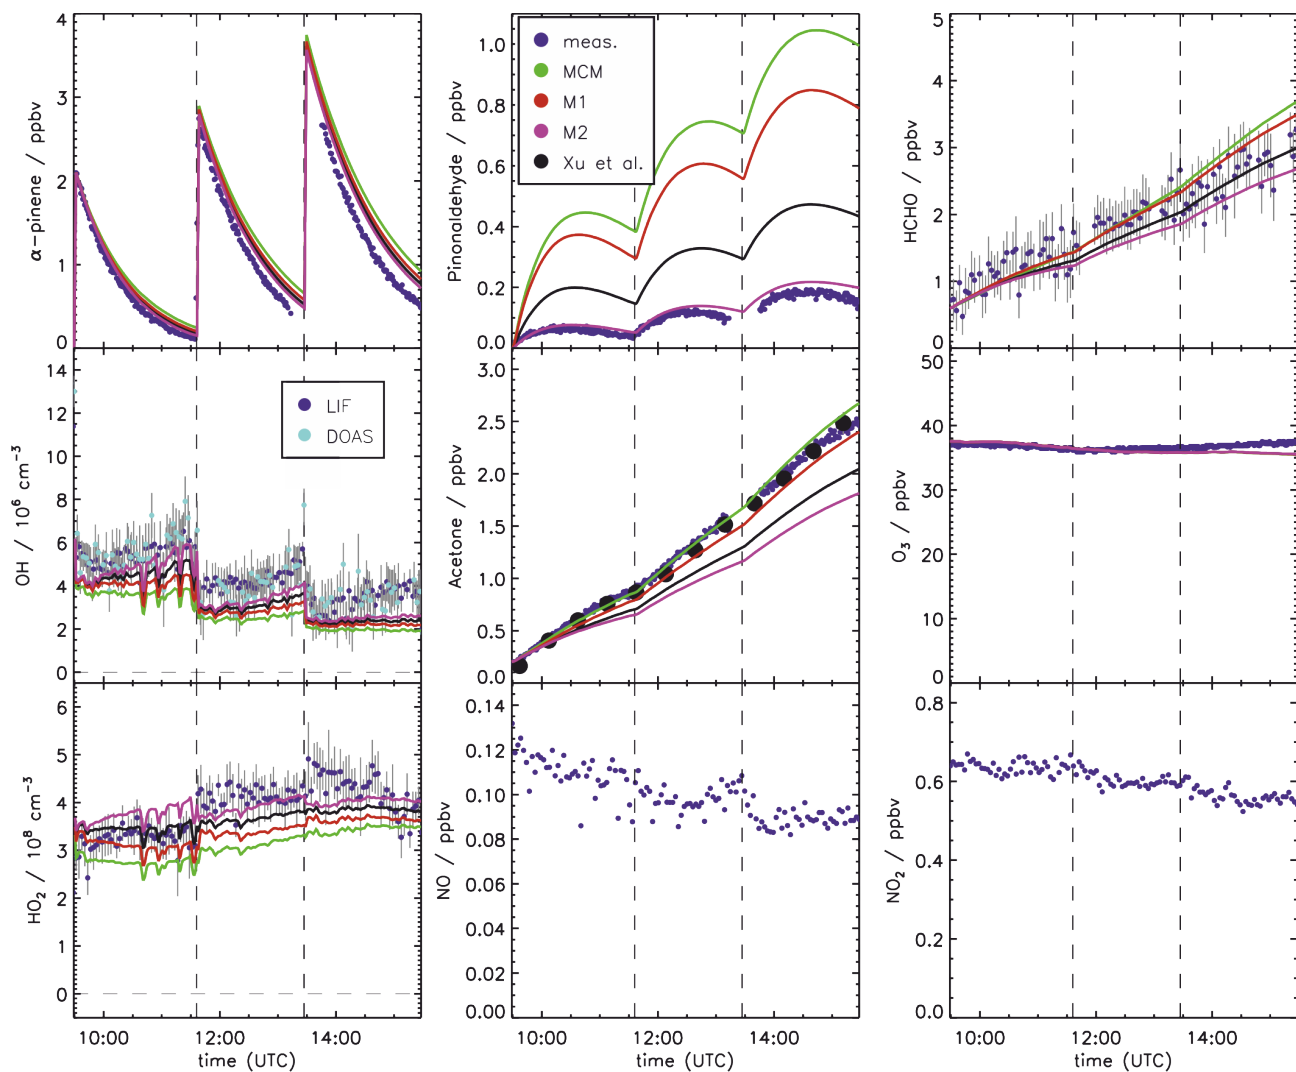 4
3
2
1
0
α−pinene / ppbv
1.0
0.8
0.6
0.4
0.2
0.0
Pinonaldehyde / ppbv
meas.
MCM
M1
M2
Xu et al.
5
4
3
2
1
0
HCHO / ppbv
14
12
10
8
6
4
2
0
OH / 10⁶ cm⁻³
LIF
DOAS
3.0
2.5
2.0
1.5
1.0
0.5
0.0
Acetone / ppbv
50
40
30
20
10
0
O₃ / ppbv
6
5
4
3
2
1
0
HO₂ / 10⁸ cm⁻³
10:00 12:00 14:00
time (UTC)
0.14
0.12
0.10
0.08
0.06
0.04
0.02
0.00
NO / ppbv
10:00 12:00 14:00
time (UTC)
0.8
0.6
0.4
0.2
0.0
NO₂ / ppbv
10:00 12:00 14:00
time (UTC)